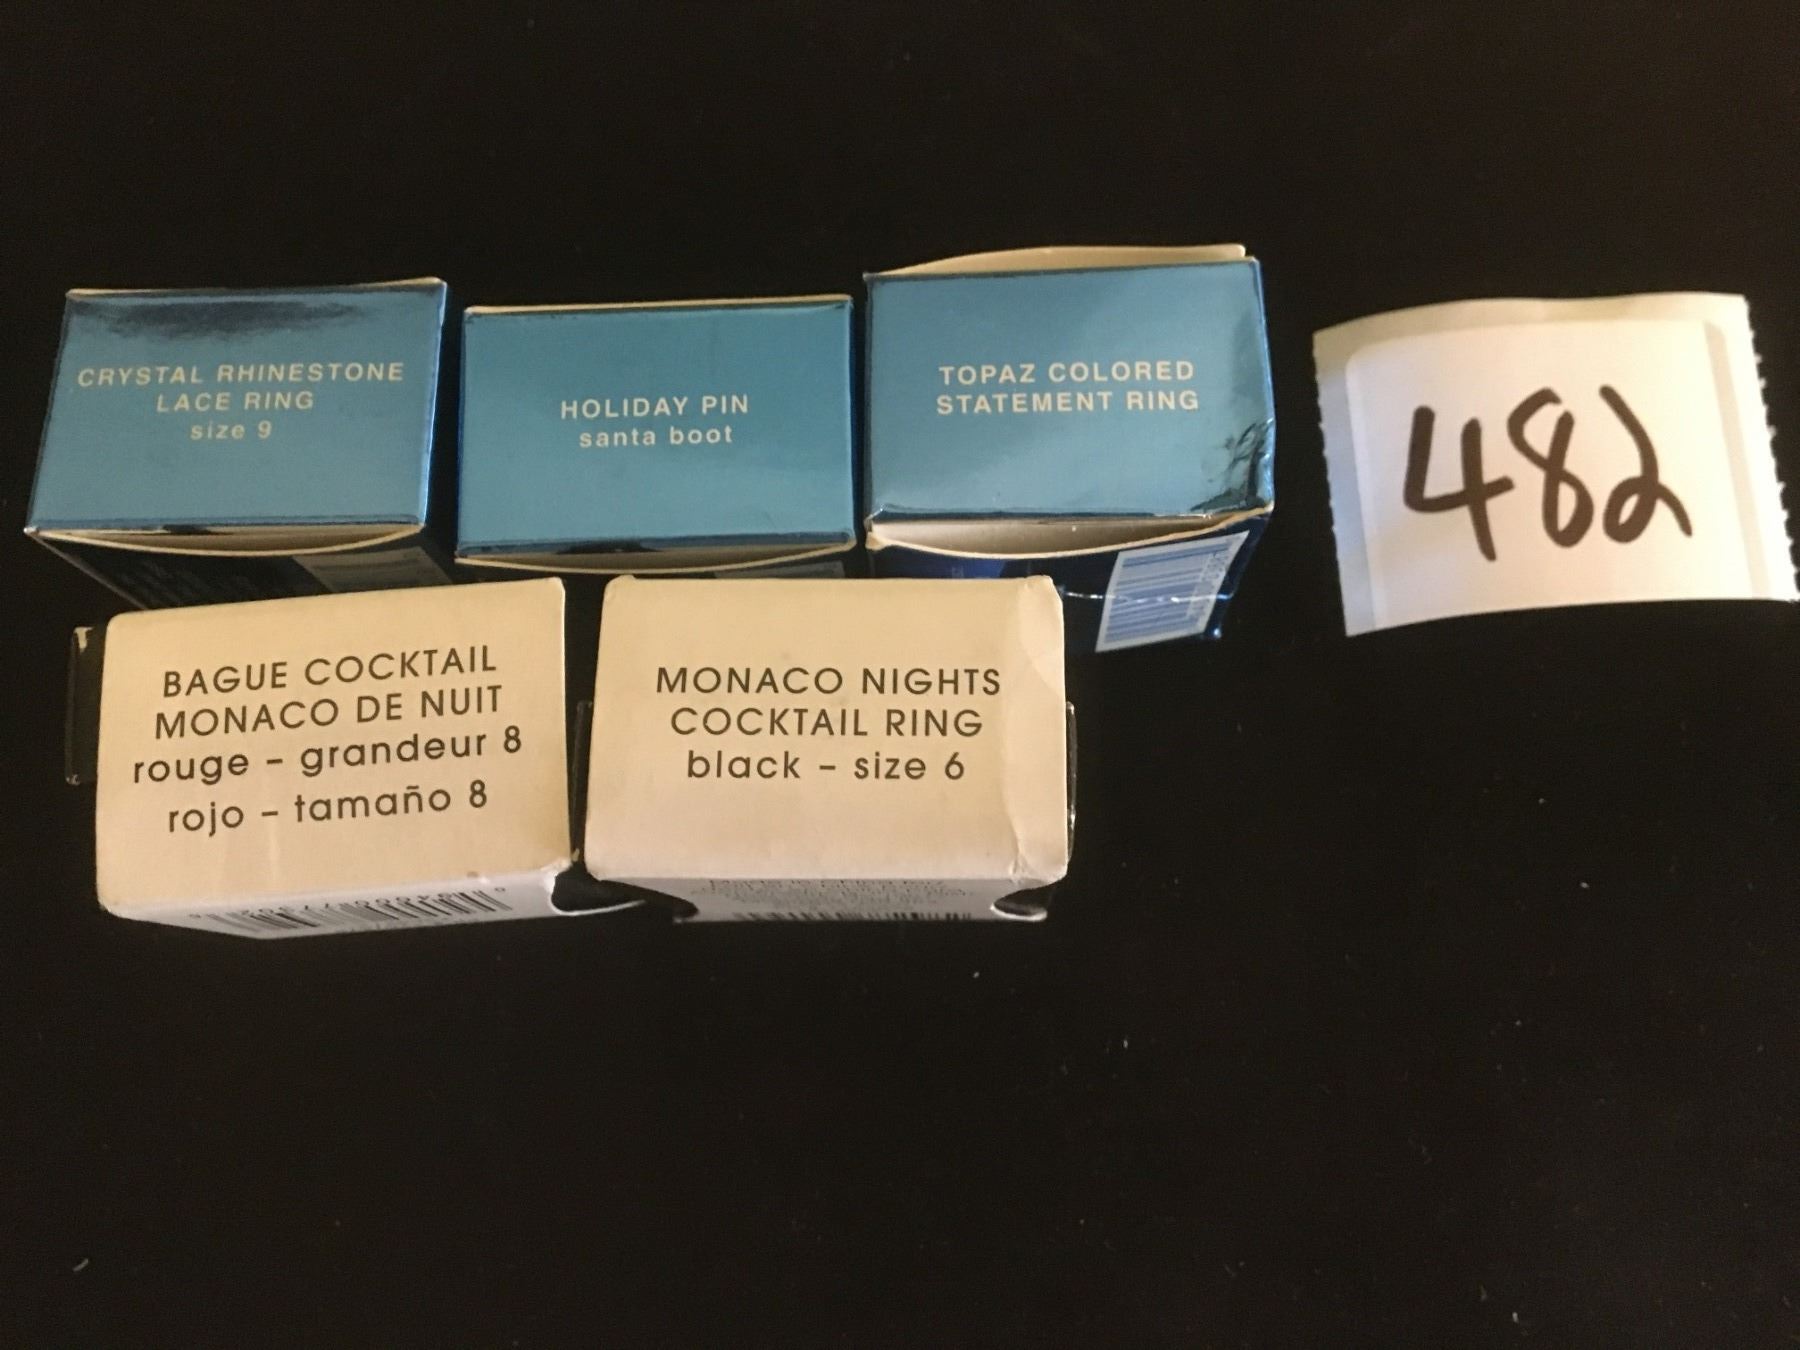 CRYSTAL RHINESTONE
LACE RING
size 9
HOLIDAY PIN
santa boot
TOPAZ COLORED
STATEMENT RING
482
BAGUE COCKTAIL
MONACO DE NUIT
rouge – grandeur 8
rojo – tamaño 8
MONACO NIGHTS
COCKTAIL RING
black – size 6